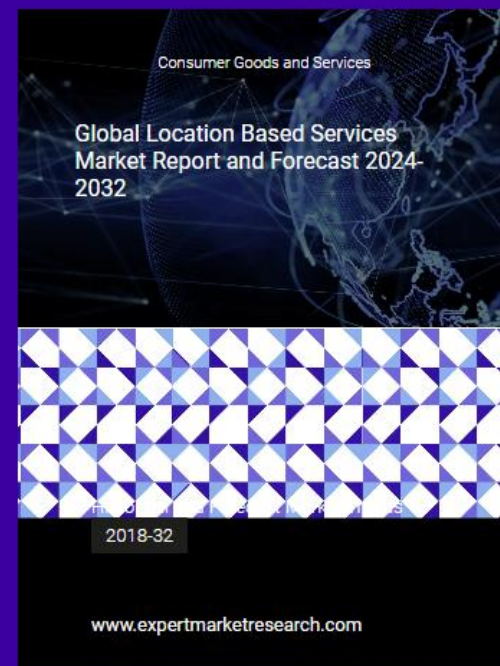 Consumer Goods and Services
Global Location Based Services
Market Report and Forecast 2024-
2032
2018-32
www.expertmarketresearch.com